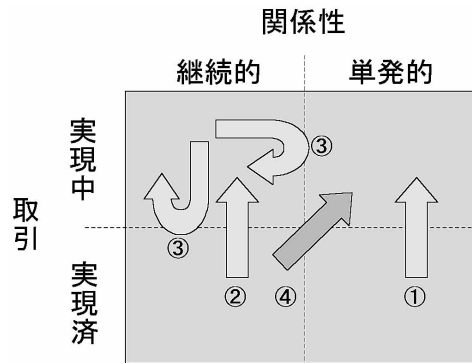 関係性
継続的
単発的
取引
実現中
実現済
③
③
②
④
①